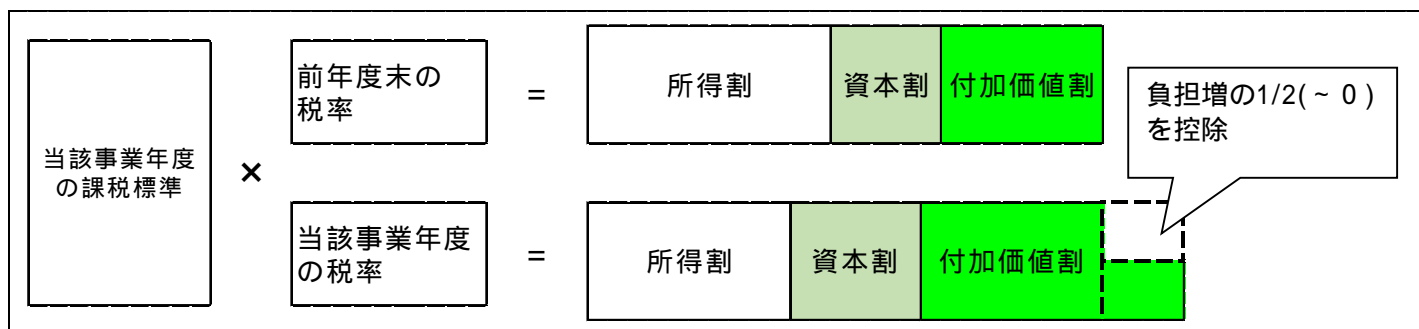 当該事業年度
の課税標準
×
前年度末の
税率
=
所得割
資本割
付加価値割
負担増の1/2(~0)
を控除
当該事業年度
の税率
=
所得割
資本割
付加価値割